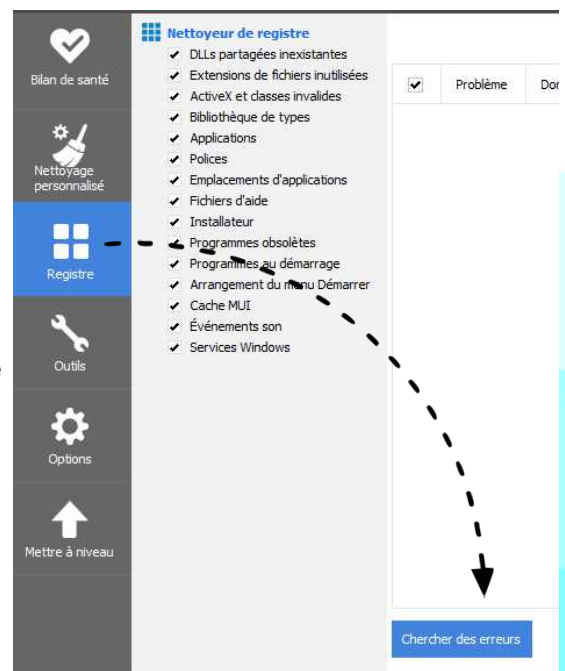 Bilan de santé
Nettoyage
personnalisé
Registre
Outils
Options
Mettre à niveau
Nettoyeur de registre
DLLs partagées inexistantes
Extensions de fichiers inutilisées
ActiveX et classes invalides
Bibliothèque de types
Applications
Polices
Emplacements d'applications
Fichiers d'aide
Installateur
Programmes obsolètes
Programmes au démarrage
Arrangement du menu Démarrer
Cache MUI
Événements son
Services Windows
Problème
Chercher des erreurs